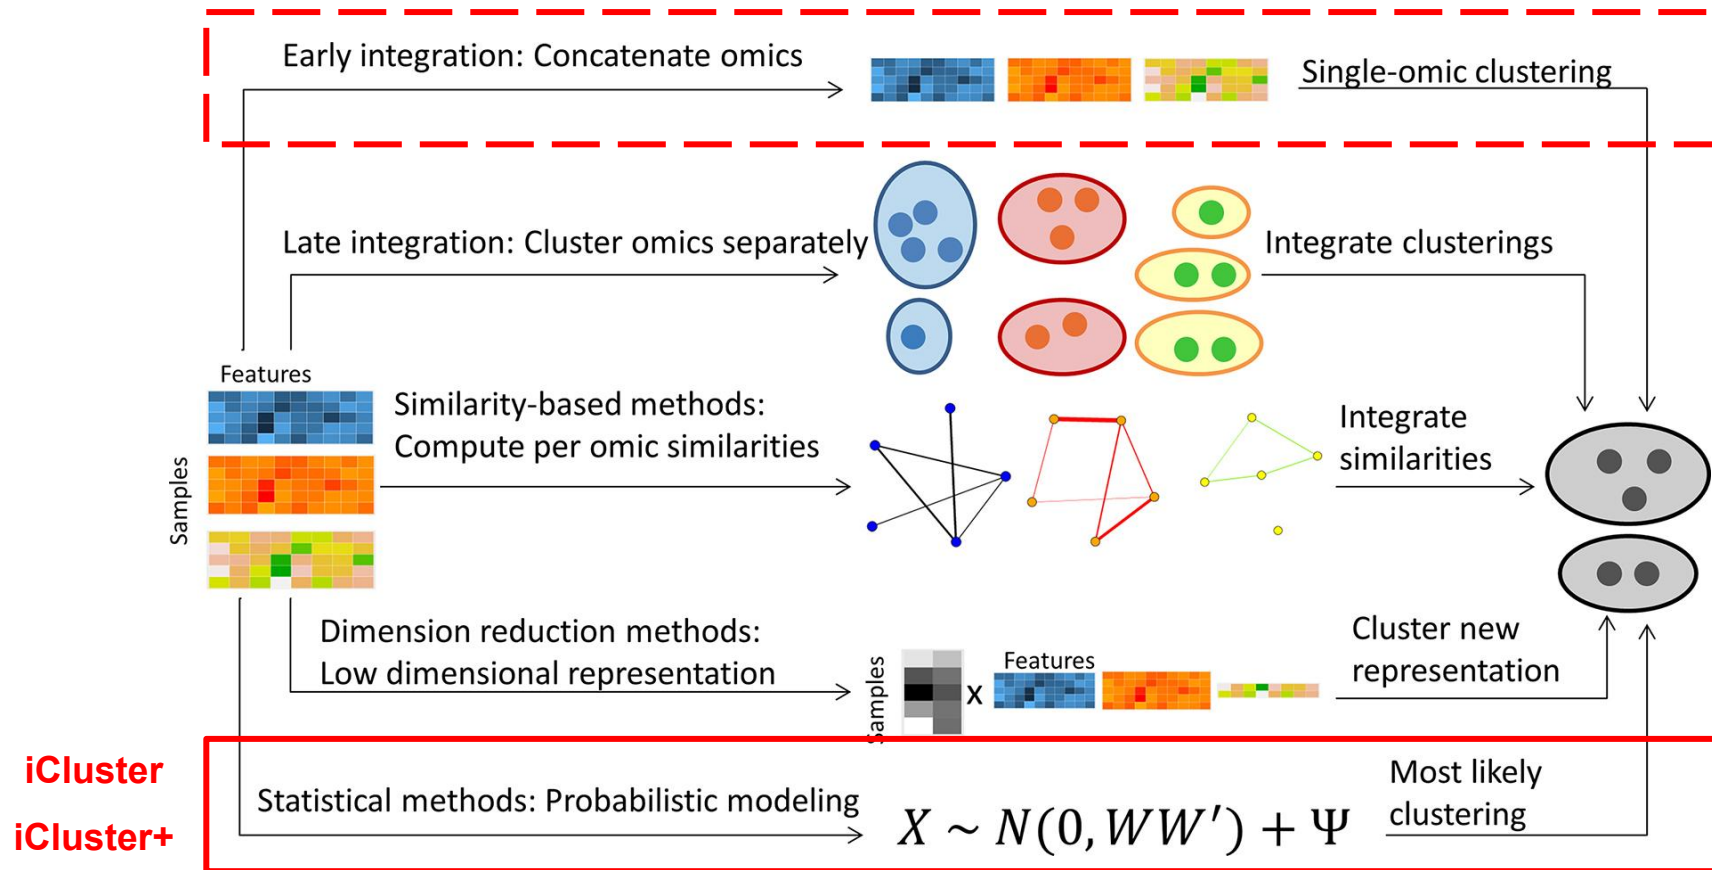 Early integration: Concatenate omics
Single-omic clustering
Late integration: Cluster omics separately
Integrate clusterings
Features
Samples
Similarity-based methods:
Compute per omic similarities
Integrate
similarities
Dimension reduction methods:
Low dimensional representation
Samples
x
Features
Cluster new
representation
iCluster
iCluster+
Statistical methods: Probabilistic modeling
X ~ N(0, WW′) + Ψ
Most likely
clustering